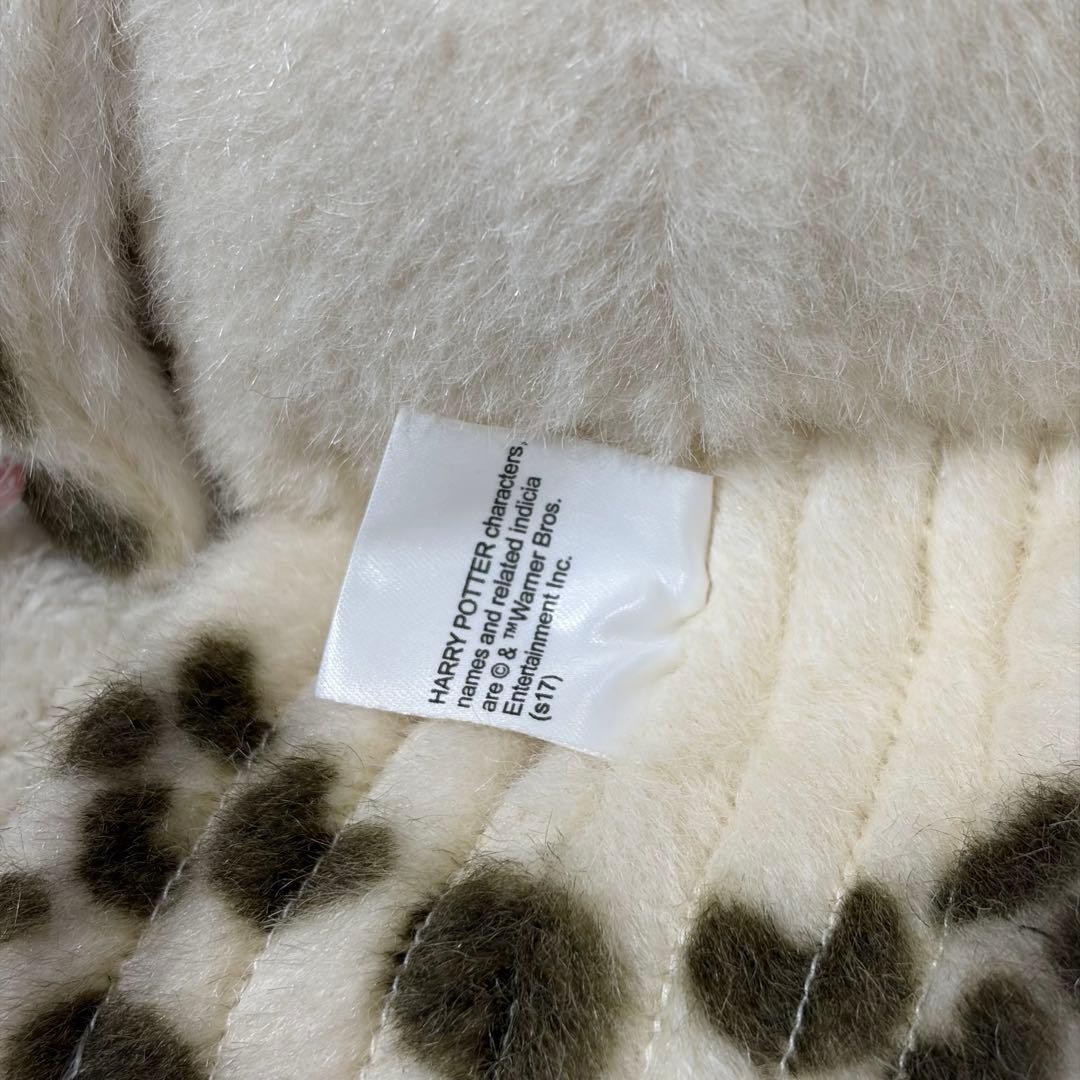 HARRY POTTER characters,
names and related indicia
are © & ™Warner Bros.
Entertainment Inc.
(s17)